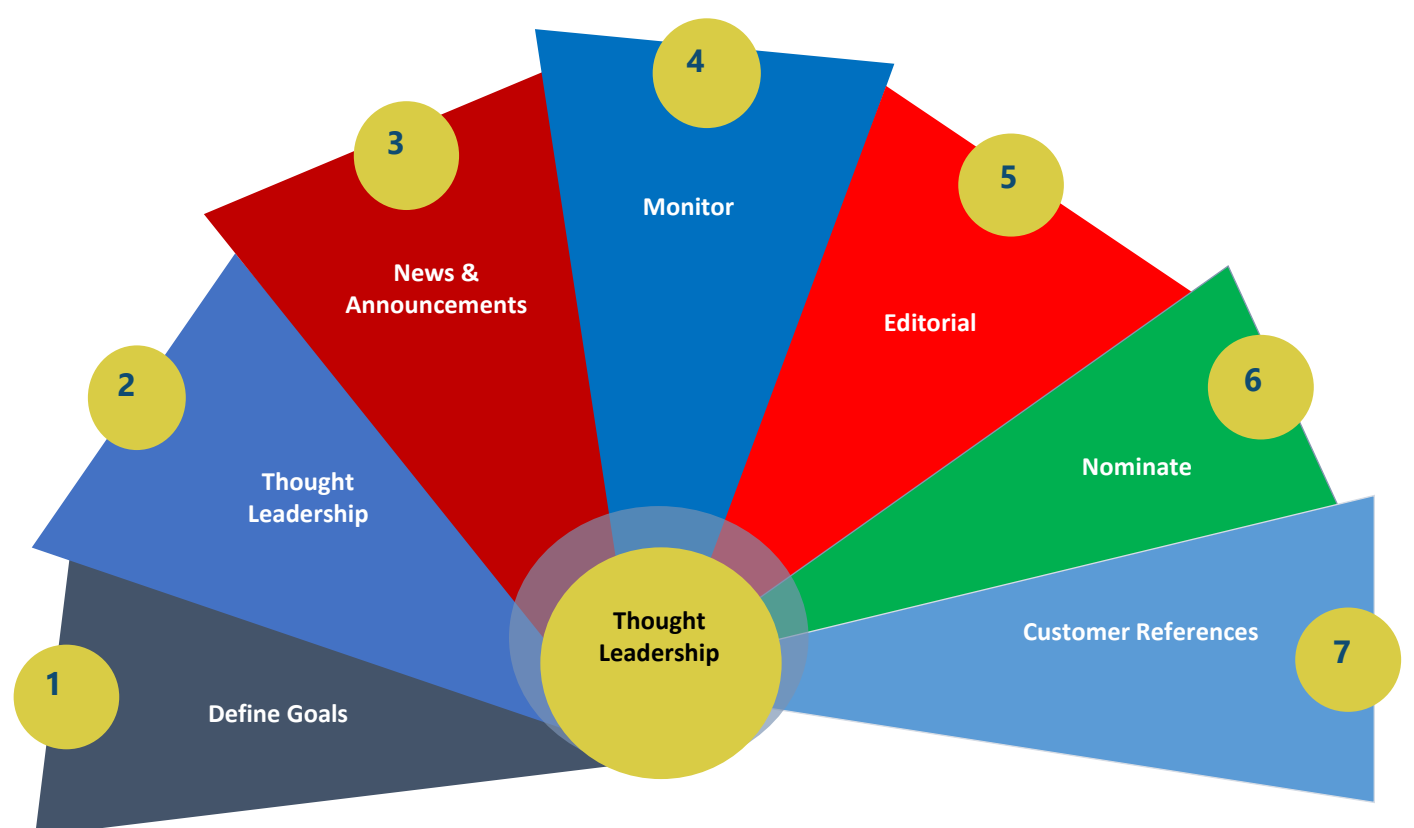 1
Define Goals
2
Thought
Leadership
3
News &
Announcements
4
Monitor
5
Editorial
6
Nominate
7
Customer References
Thought
Leadership